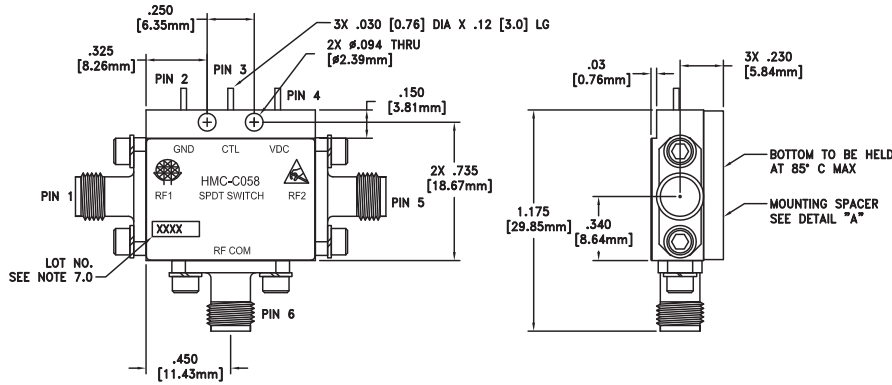 .250
[6.35mm]
3X .030 [0.76] DIA X .12 [3.0] LG
.325
[8.26mm]
PIN 3
2X ø.094 THRU
[ø2.39mm]
PIN 2
PIN 4
.150
[3.81mm]
GND CTL VDC
HMC-C058
SPDT SWITCH
RF1
RF2
PIN 1
PIN 5
2X .735
[18.67mm]
XXXX
LOT NO.
SEE NOTE 7.0
RF COM
PIN 6
.450
[11.43mm]
.03
[0.76mm]
3X .230
[5.84mm]
BOTTOM TO BE HELD
AT 85° C MAX
MOUNTING SPACER
SEE DETAIL "A"
1.175
[29.85mm]
.340
[8.64mm]